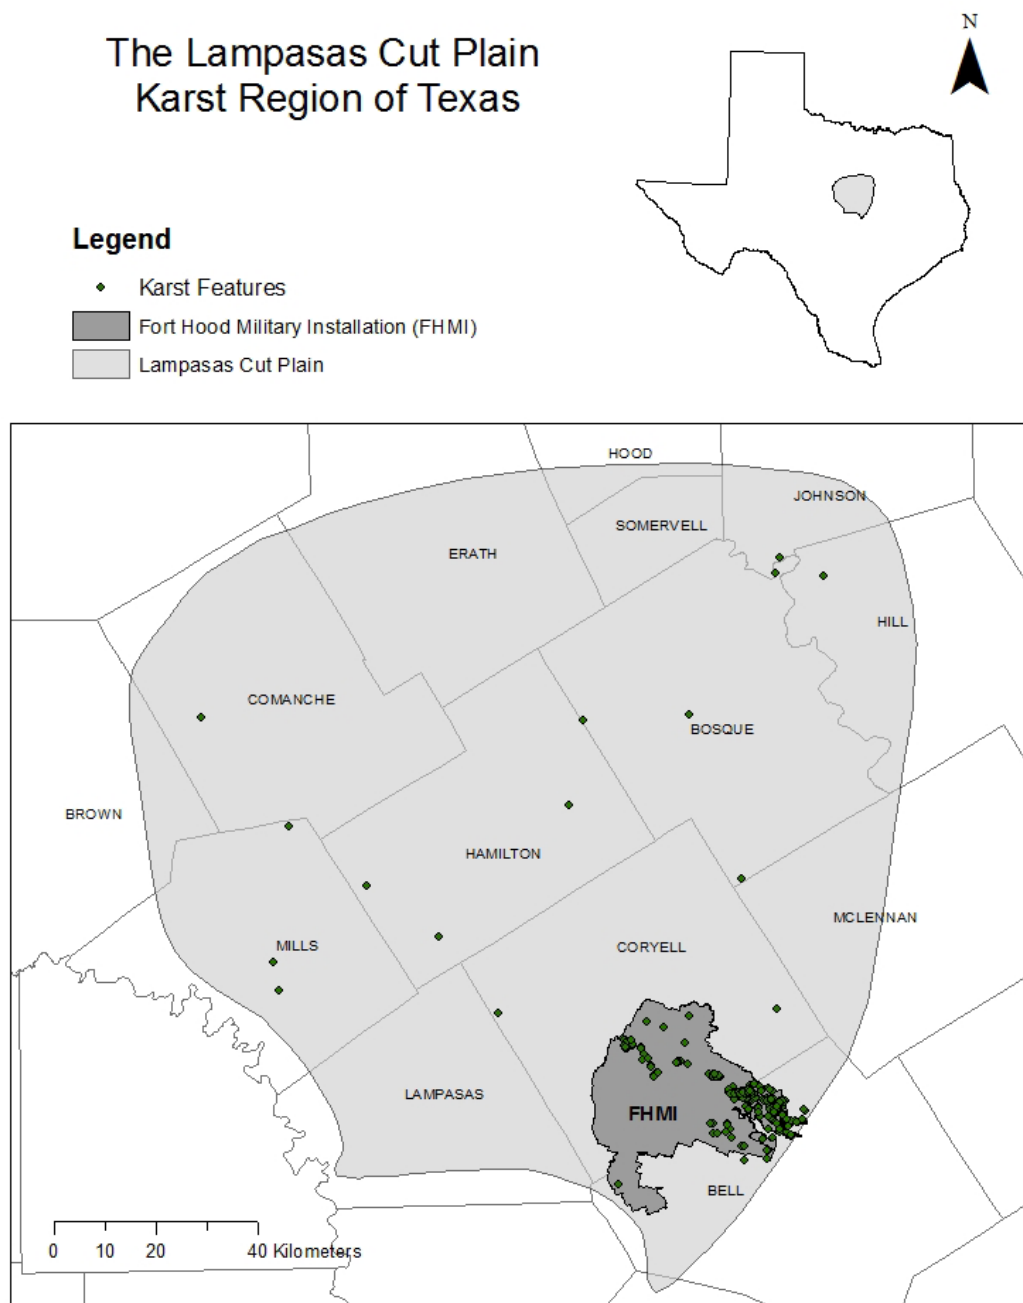 The Lampasas Cut Plain
Karst Region of Texas
N
Legend
Karst Features
Fort Hood Military Installation (FHMI)
Lampasas Cut Plain
HOOD
JOHNSON
SOMERVELL
ERATH
HILL
COMANCHE
BOSQUE
BROWN
HAMILTON
MCLENNAN
MILLS
CORYELL
LAMPASAS
FHMI
BELL
0 10 20 40 Kilometers